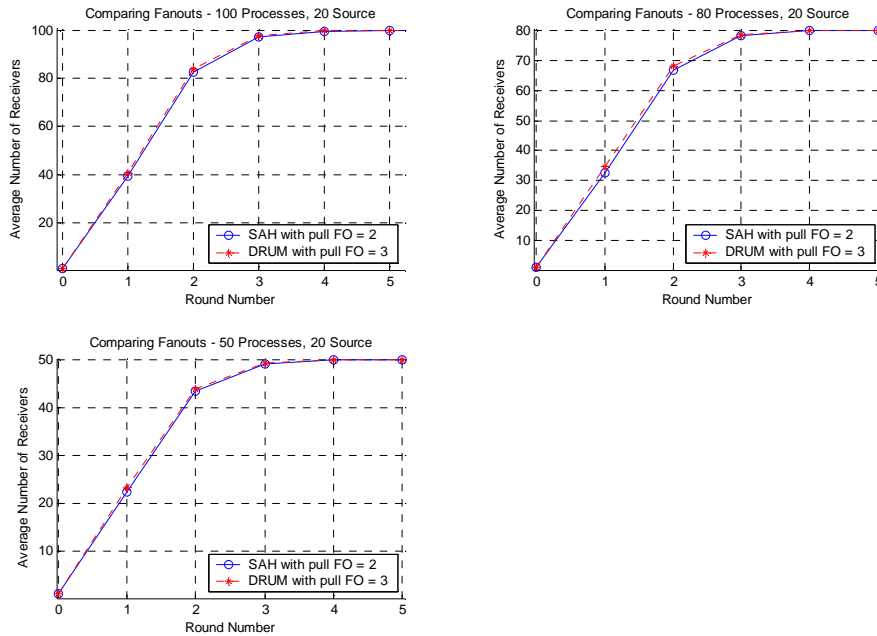 Comparing Fanouts - 100 Processes, 20 Source
Average Number of Receivers
100
80
60
40
20
0 1 2 3 4 5
Round Number
SAH with pull FO = 2
DRUM with pull FO = 3
Comparing Fanouts - 80 Processes, 20 Source
Average Number of Receivers
80
70
60
50
40
30
20
10
0 1 2 3 4 5
Round Number
SAH with pull FO = 2
DRUM with pull FO = 3
Comparing Fanouts - 50 Processes, 20 Source
Average Number of Receivers
50
40
30
20
10
0 1 2 3 4 5
Round Number
SAH with pull FO = 2
DRUM with pull FO = 3